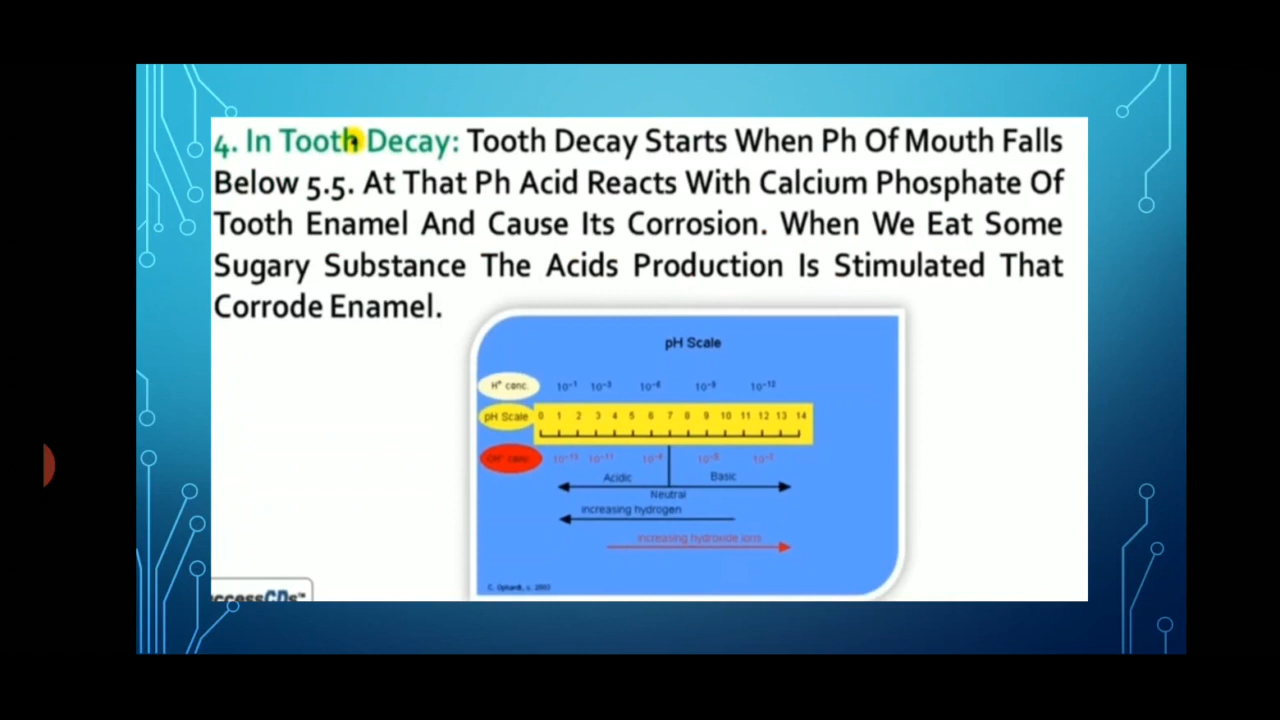 4. In Tooth Decay: Tooth Decay Starts When Ph Of Mouth Falls
Below 5.5. At That Ph Acid Reacts With Calcium Phosphate Of
Tooth Enamel And Cause Its Corrosion. When We Eat Some
Sugary Substance The Acids Production Is Stimulated That
Corrode Enamel.
pH Scale
H⁺ conc. 10⁻¹ 10⁻³ 10⁻⁶ 10⁻⁹ 10⁻¹²
pH Scale 0 1 2 3 4 5 6 7 8 9 10 11 12 13 14
10⁻¹³ 10⁻¹¹ 10⁻⁸ 10⁻⁵ 10⁻²
Acidic Basic
Neutral
increasing hydrogen
increasing hydroxide ions
C. Ophardt, c. 2003
ccessCDs™